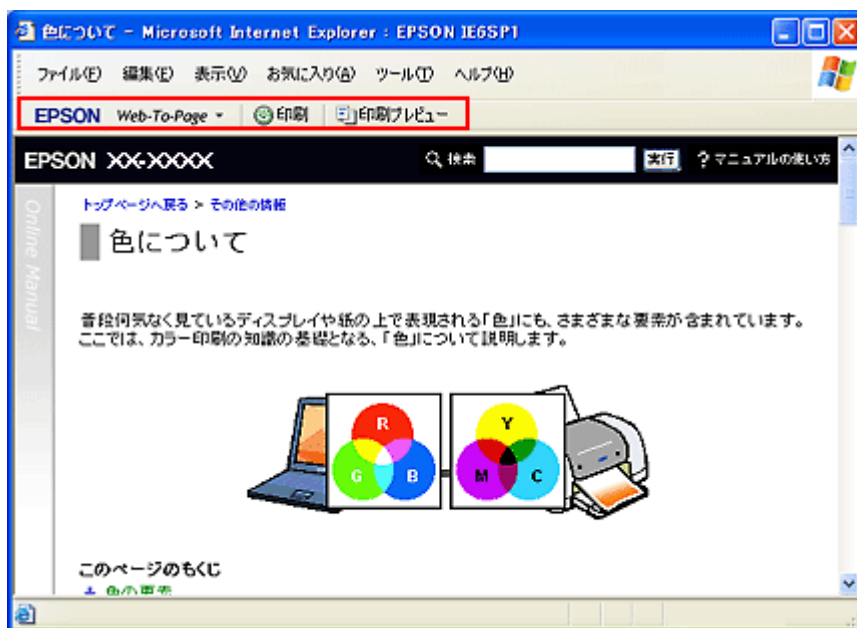 色について - Microsoft Internet Explorer : EPSON IE6SP1
ファイル(F) 編集(E) 表示(V) お気に入り(A) ツール(T) ヘルプ(H)
EPSON Web-To-Page 印刷 印刷プレビュー
EPSON XX-XXXX 検索 実行 ? マニュアルの使い方
Online Manual
トップページへ戻る > その他の情報
色について
普段何気なく見ているディスプレイや紙の上で表現される「色」にも、さまざまな要素が含まれています。
ここでは、カラー印刷の知識の基礎となる、「色」について説明します。
R Y
G B M C
このページのもくじ
色の要素